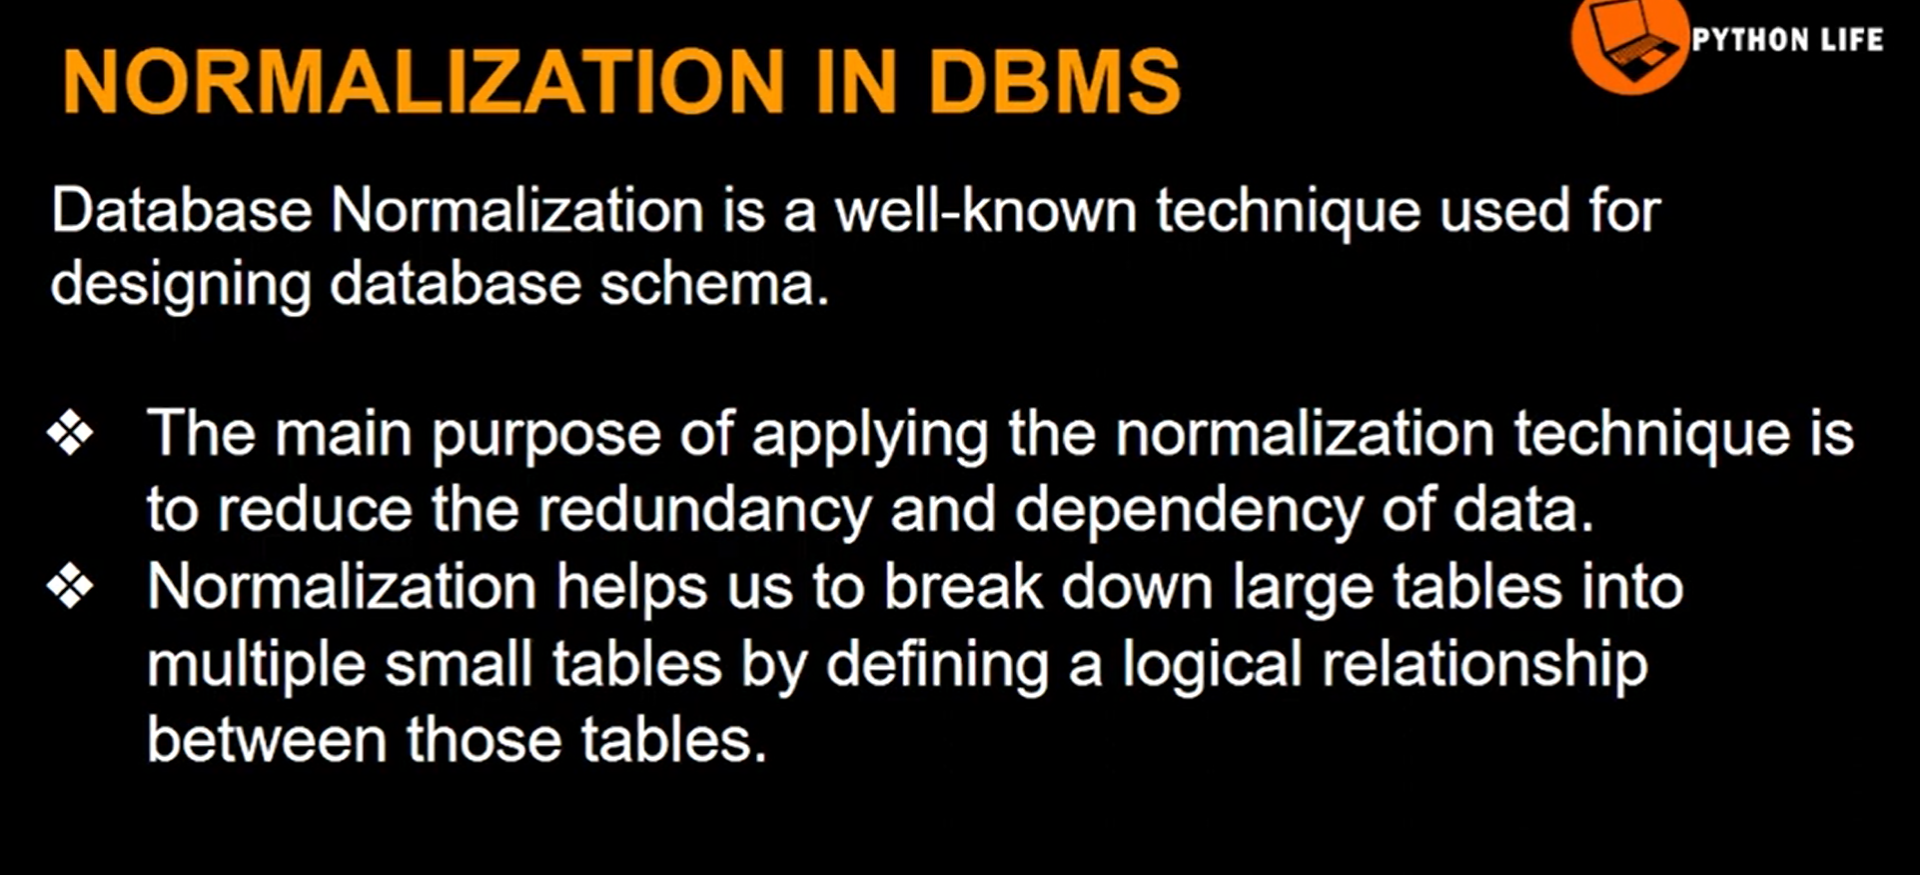 PYTHON LIFE
NORMALIZATION IN DBMS
Database Normalization is a well-known technique used for
designing database schema.
❖ The main purpose of applying the normalization technique is
to reduce the redundancy and dependency of data.
❖ Normalization helps us to break down large tables into
multiple small tables by defining a logical relationship
between those tables.